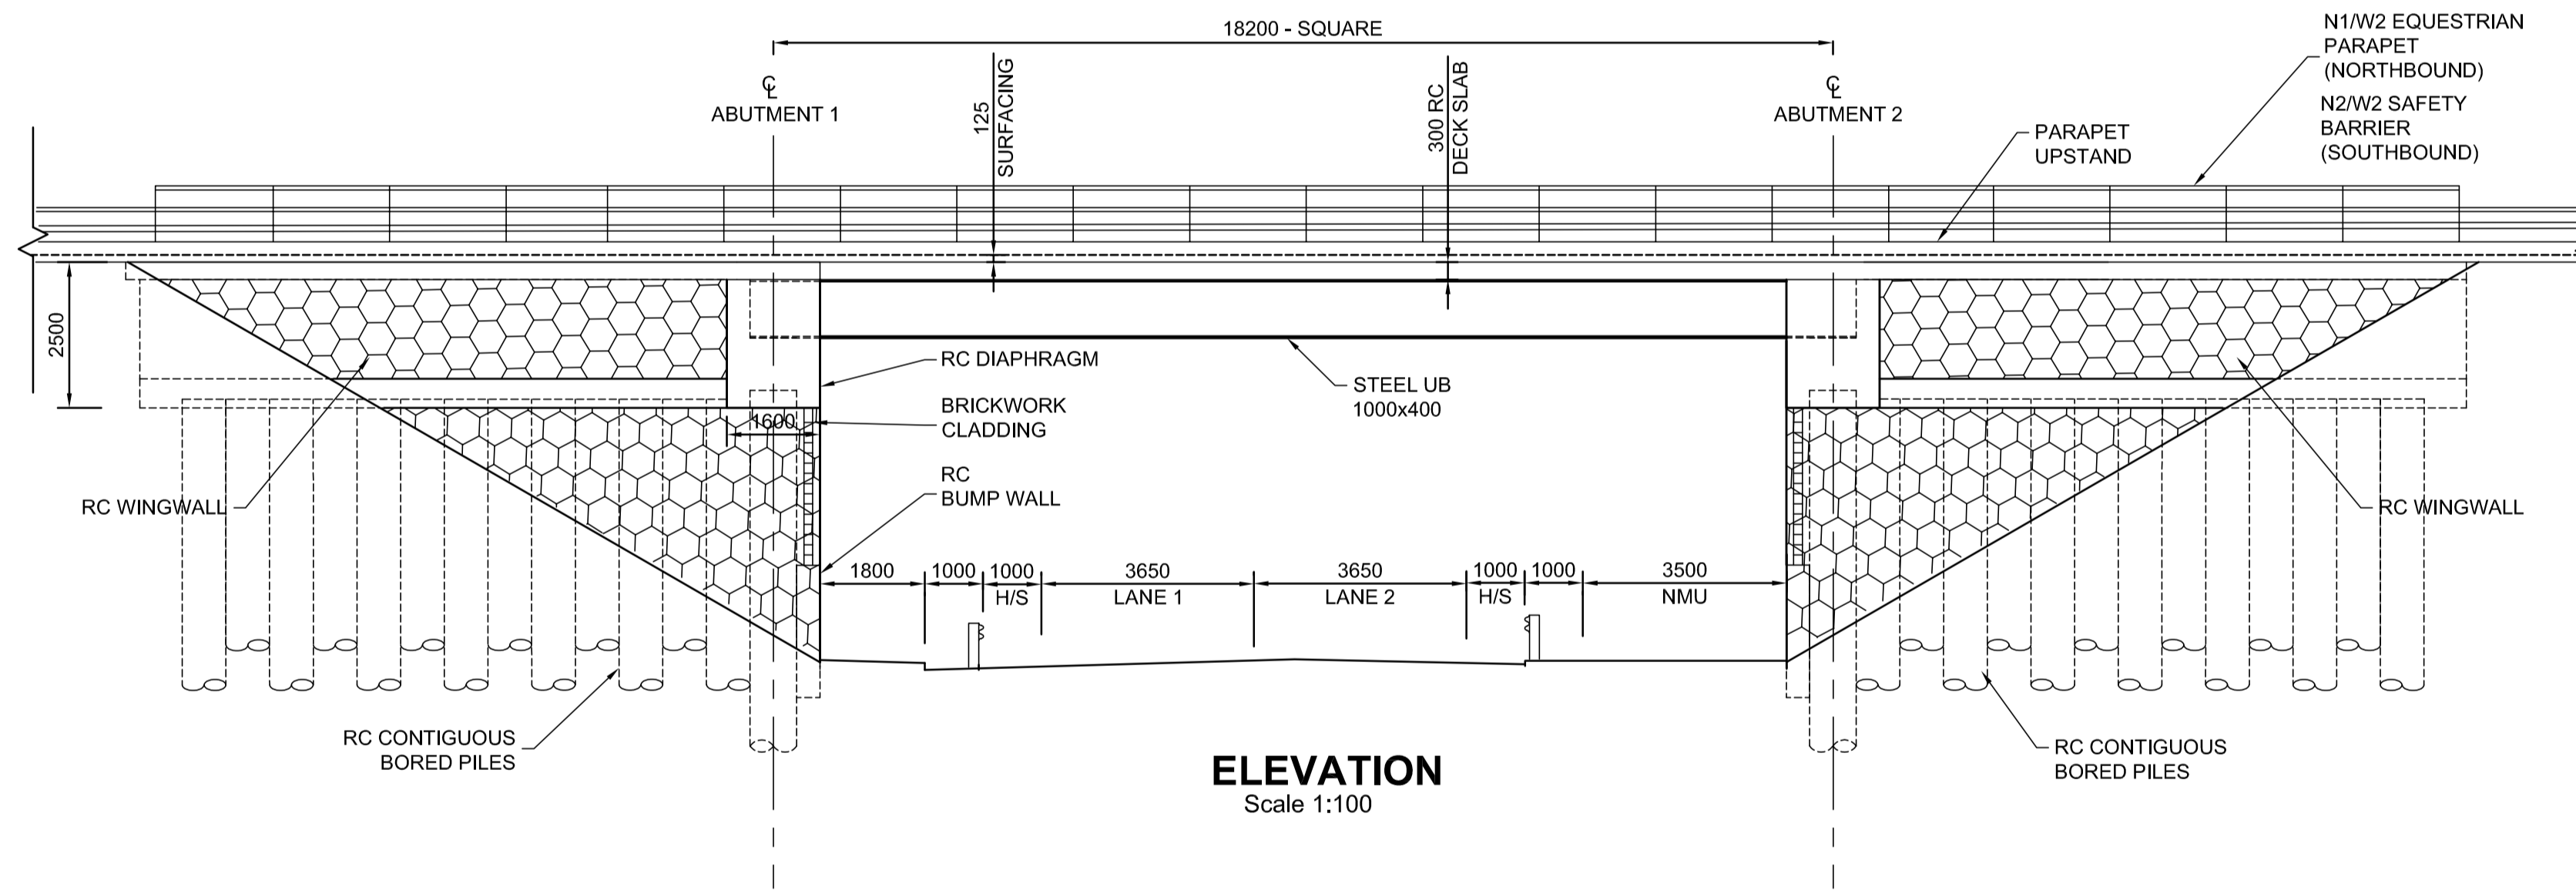 18200 - SQUARE
N1/W2 EQUESTRIAN
PARAPET
(NORTHBOUND)
N2/W2 SAFETY
BARRIER
(SOUTHBOUND)
℄
ABUTMENT 1
125
SURFACING
300 RC
DECK SLAB
℄
ABUTMENT 2
PARAPET
UPSTAND
2500
RC DIAPHRAGM
STEEL UB
1000x400
BRICKWORK
CLADDING
1600
RC
BUMP WALL
RC WINGWALL
RC WINGWALL
1800
1000
1000
H/S
3650
LANE 1
3650
LANE 2
1000
H/S
1000
3500
NMU
RC CONTIGUOUS
BORED PILES
RC CONTIGUOUS
BORED PILES
ELEVATION
Scale 1:100